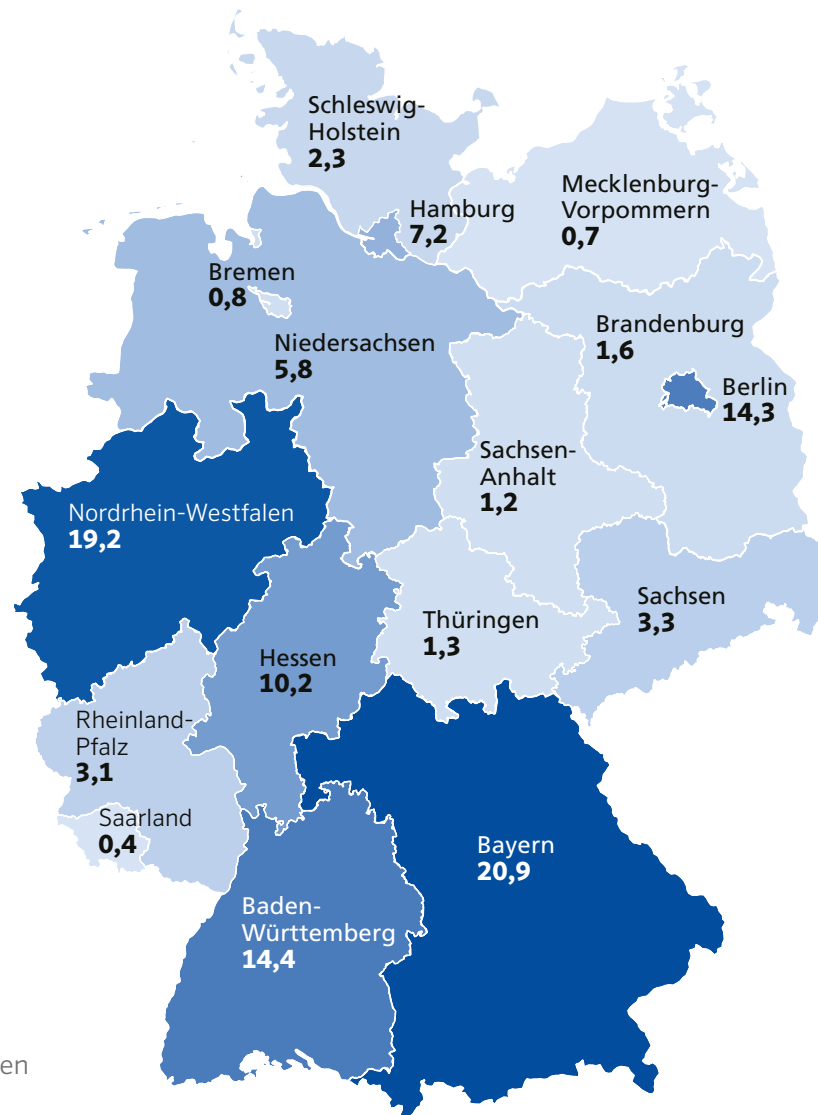 Schleswig-
Holstein
2,3
Hamburg
7,2
Mecklenburg-
Vorpommern
0,7
Bremen
0,8
Niedersachsen
5,8
Brandenburg
1,6
Berlin
14,3
Sachsen-
Anhalt
1,2
Nordrhein-Westfalen
19,2
Sachsen
3,3
Thüringen
1,3
Hessen
10,2
Rheinland-
Pfalz
3,1
Saarland
0,4
Bayern
20,9
Baden-
Württemberg
14,4
en